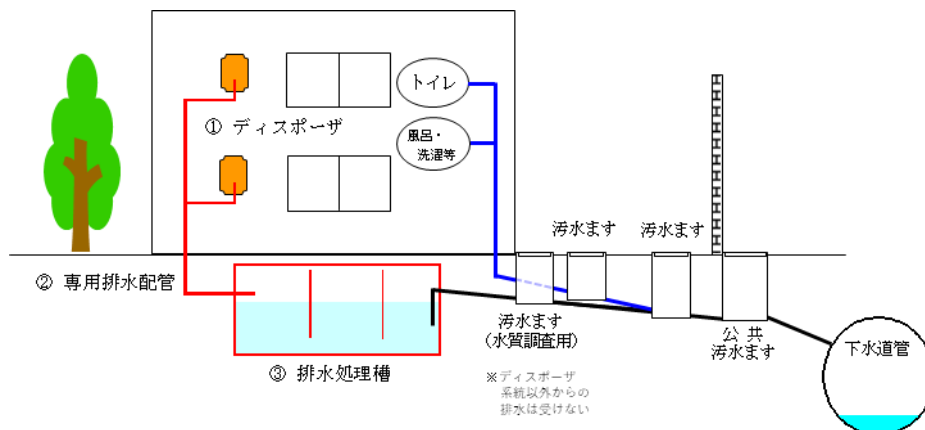 トイレ
① ディスポーザ
風呂・
洗濯等
汚水ます
汚水ます
② 専用排水配管
汚水ます
(水質調査用)
公共
汚水ます
下水道管
③ 排水処理槽
※ディスポーザ
系統以外からの
排水は受けない